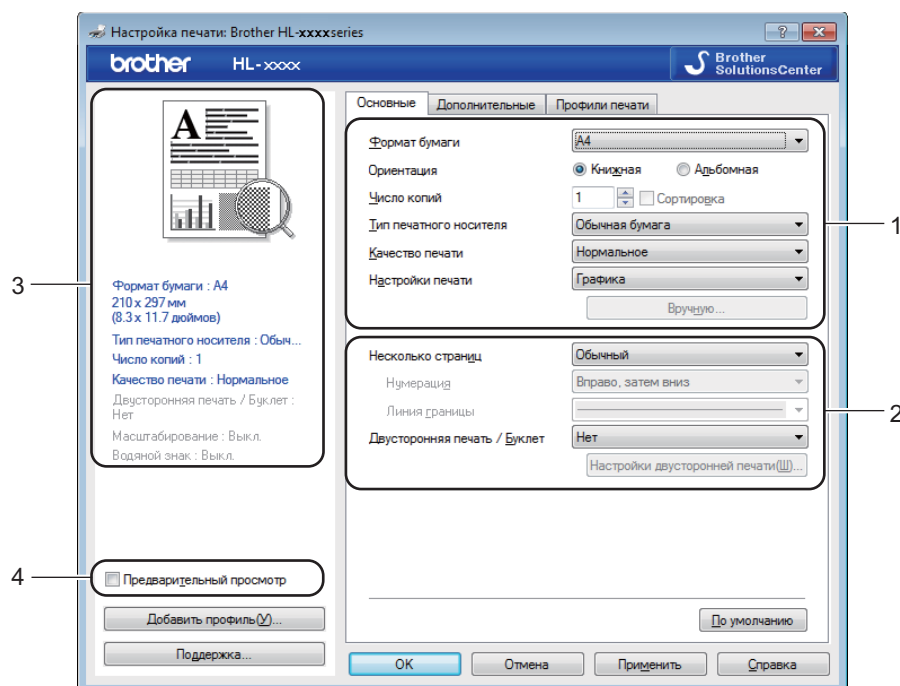 Настройка печати: Brother HL-xxxxseries
brother HL-xxxx
Brother
SolutionsCenter
A
Формат бумаги : A4
210 x 297 мм
(8.3 x 11.7 дюймов)
Тип печатного носителя : Обыч...
Число копий : 1
Качество печати : Нормальное
Двусторонняя печать / Буклет :
Нет
Масштабирование : Выкл.
Водяной знак : Выкл.
3
Предварительный просмотр
4
Добавить профиль(У)...
Поддержка...
Основные Дополнительные Профили печати
Формат бумаги A4
Ориентация Книжная Альбомная
Число копий 1 Сортировка
Тип печатного носителя Обычная бумага
Качество печати Нормальное
Настройки печати Графика
Вручную...
1
Несколько страниц Обычный
Нумерация Вправо, затем вниз
Линия границы
Двусторонняя печать / Буклет Нет
Настройки двусторонней печати(Ш)...
2
По умолчанию
OK Отмена Применить Справка